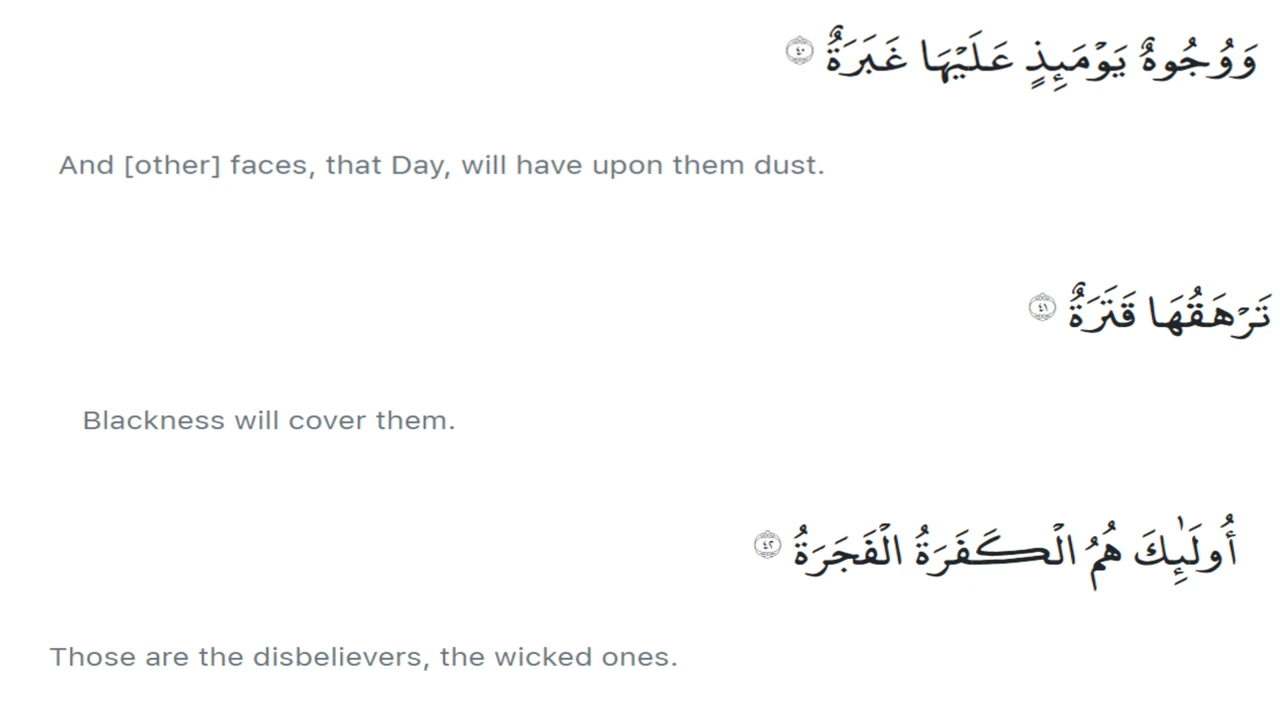 وَوُجُوهٌ يَوْمَئِذٍ عَلَيْهَا غَبَرَةٌ ٤٠
And [other] faces, that Day, will have upon them dust.
تَرْهَقُهَا قَتَرَةٌ ٤١
Blackness will cover them.
أُولَٰئِكَ هُمُ الْكَفَرَةُ الْفَجَرَةُ ٤٢
Those are the disbelievers, the wicked ones.